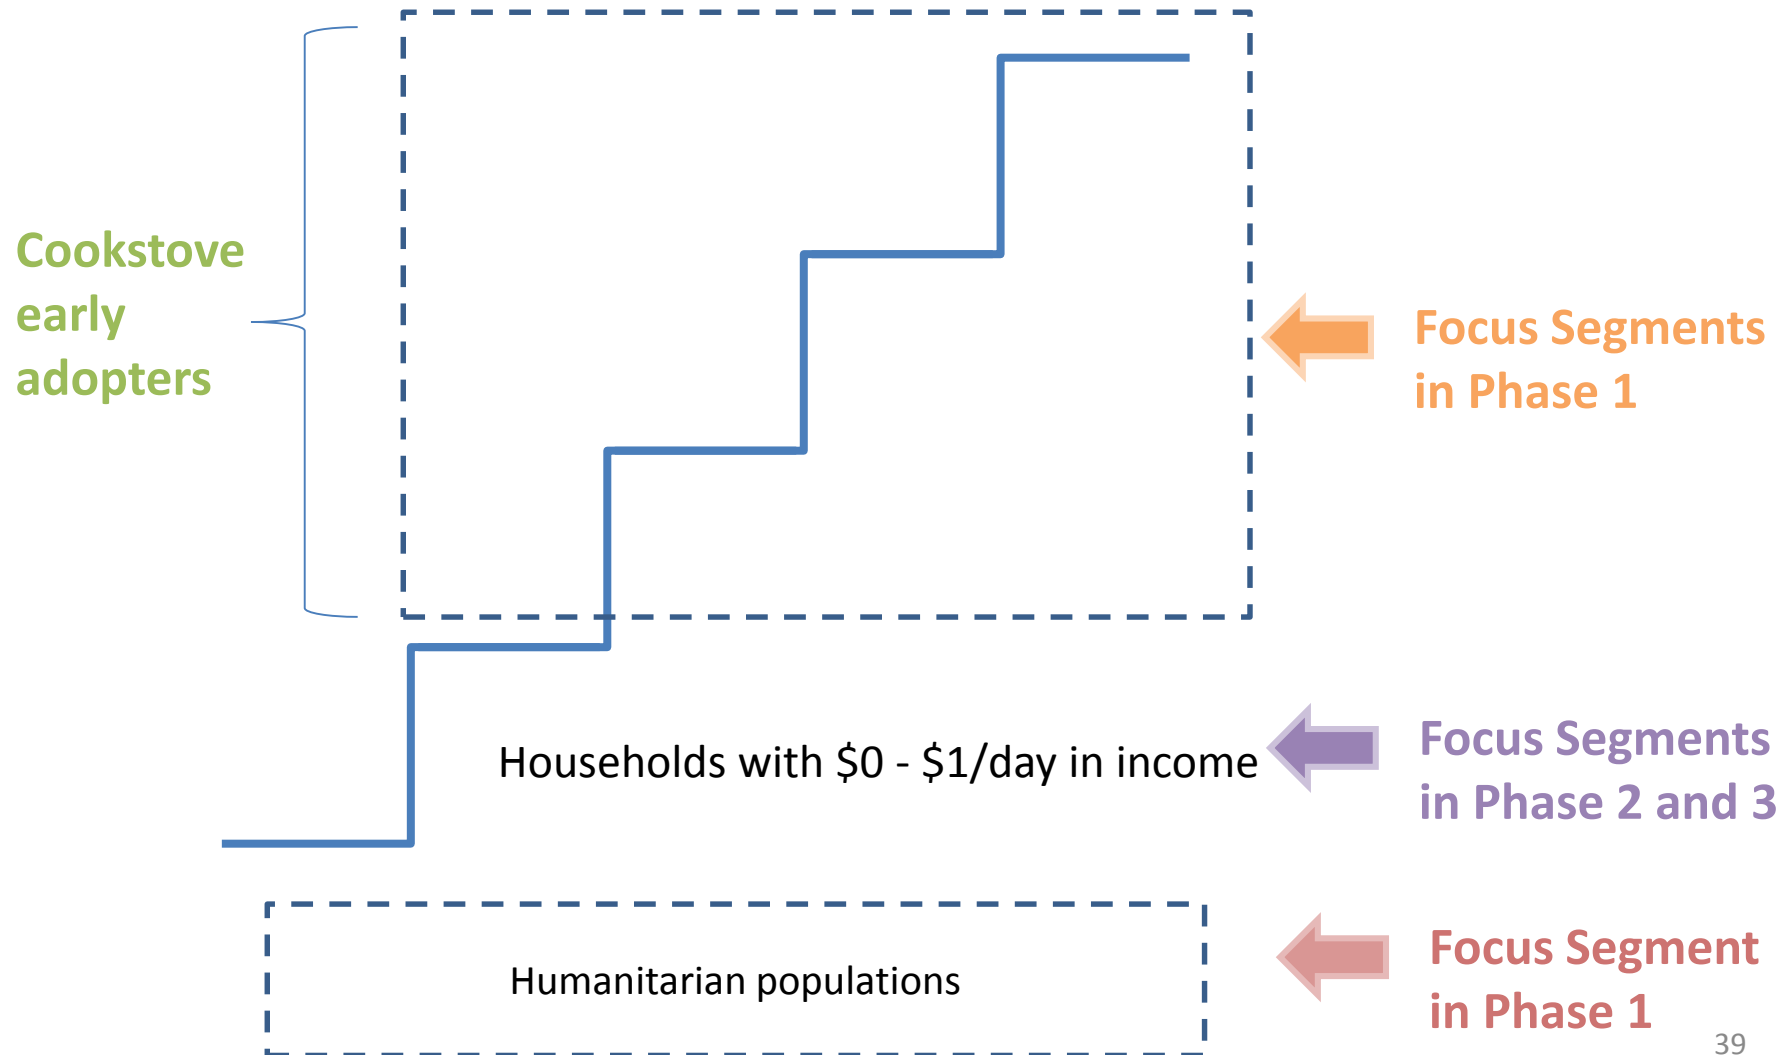 Cookstove
early
adopters
Focus Segments
in Phase 1
Households with $0 - $1/day in income
Focus Segments
in Phase 2 and 3
Humanitarian populations
Focus Segment
in Phase 1
39